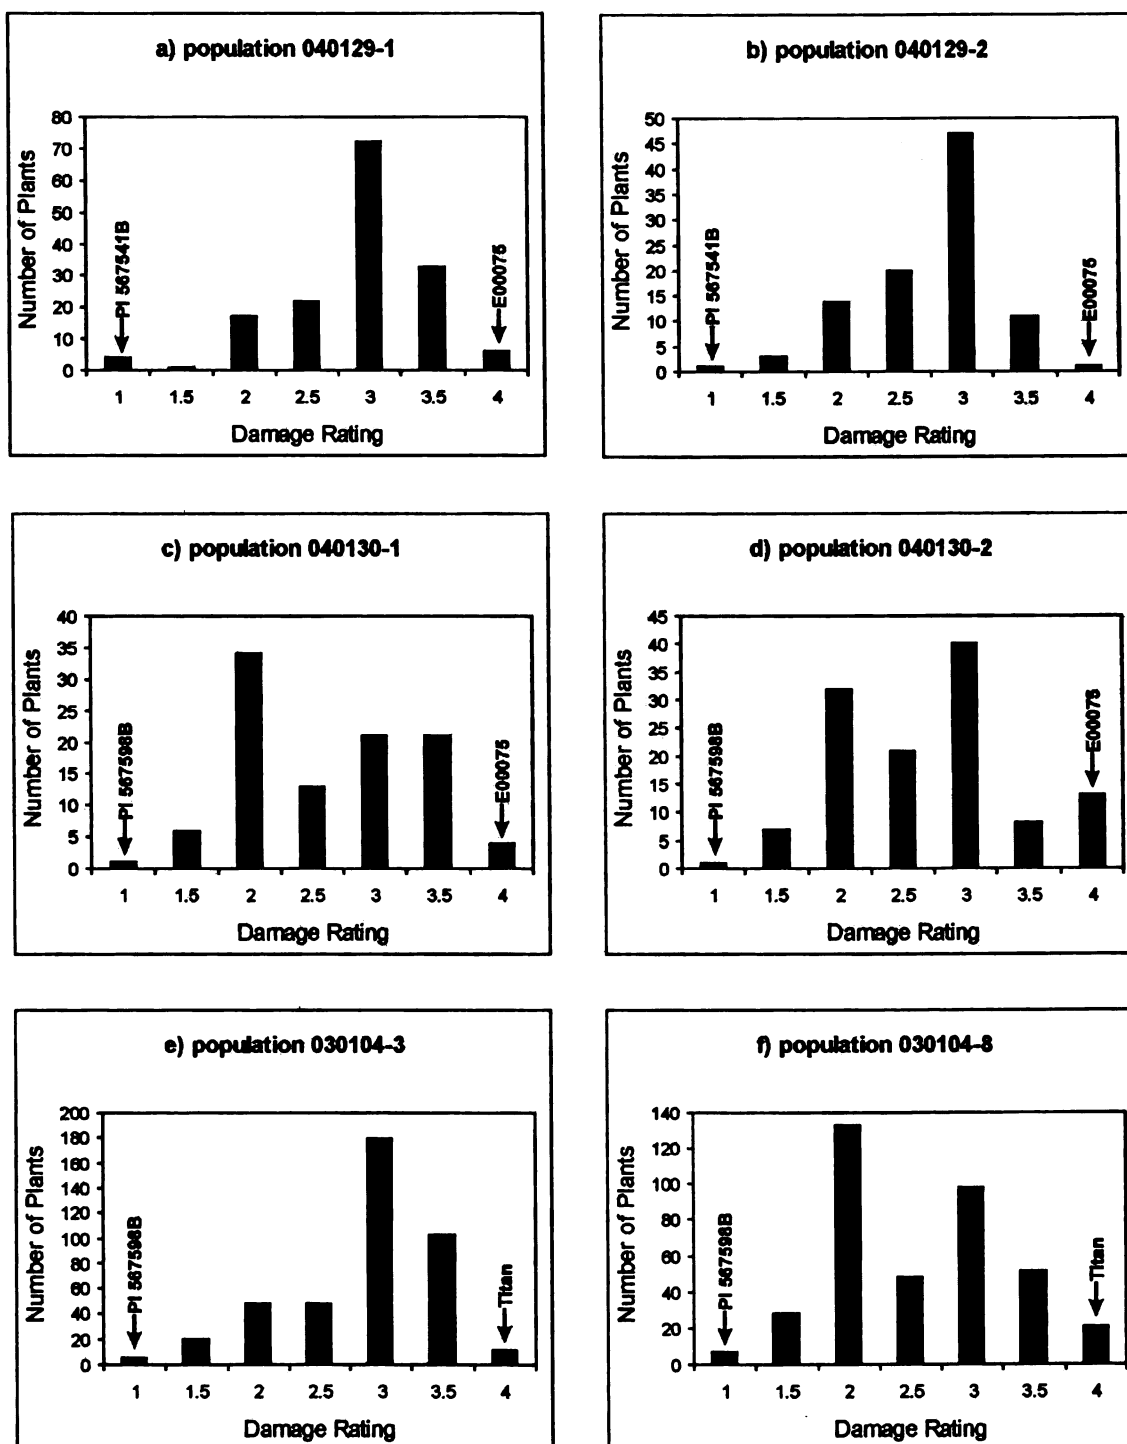 a) population 040129-1
80
70
60
50
40
30
20
10
0
Number of Plants
PI 567541B
E00075
1 1.5 2 2.5 3 3.5 4
Damage Rating
b) population 040129-2
50
45
40
35
30
25
20
15
10
5
0
Number of Plants
PI 567541B
E00075
1 1.5 2 2.5 3 3.5 4
Damage Rating
c) population 040130-1
40
35
30
25
20
15
10
5
0
Number of Plants
PI 567598B
E00075
1 1.5 2 2.5 3 3.5 4
Damage Rating
d) population 040130-2
45
40
35
30
25
20
15
10
5
0
Number of Plants
PI 567598B
E00075
1 1.5 2 2.5 3 3.5 4
Damage Rating
e) population 030104-3
200
180
160
140
120
100
80
60
40
20
0
Number of Plants
PI 567598B
Titan
1 1.5 2 2.5 3 3.5 4
Damage Rating
f) population 030104-8
140
120
100
80
60
40
20
0
Number of Plants
PI 567598B
Titan
1 1.5 2 2.5 3 3.5 4
Damage Rating